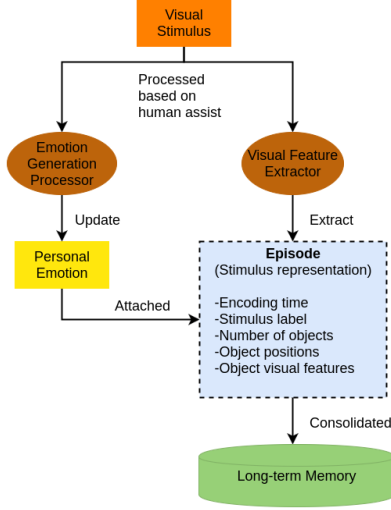 Visual
Stimulus
Processed
based on
human assist
Emotion
Generation
Processor
Visual Feature
Extractor
Update
Extract
Personal
Emotion
Attached
Episode
(Stimulus representation)
-Encoding time
-Stimulus label
-Number of objects
-Object positions
-Object visual features
Consolidated
Long-term Memory